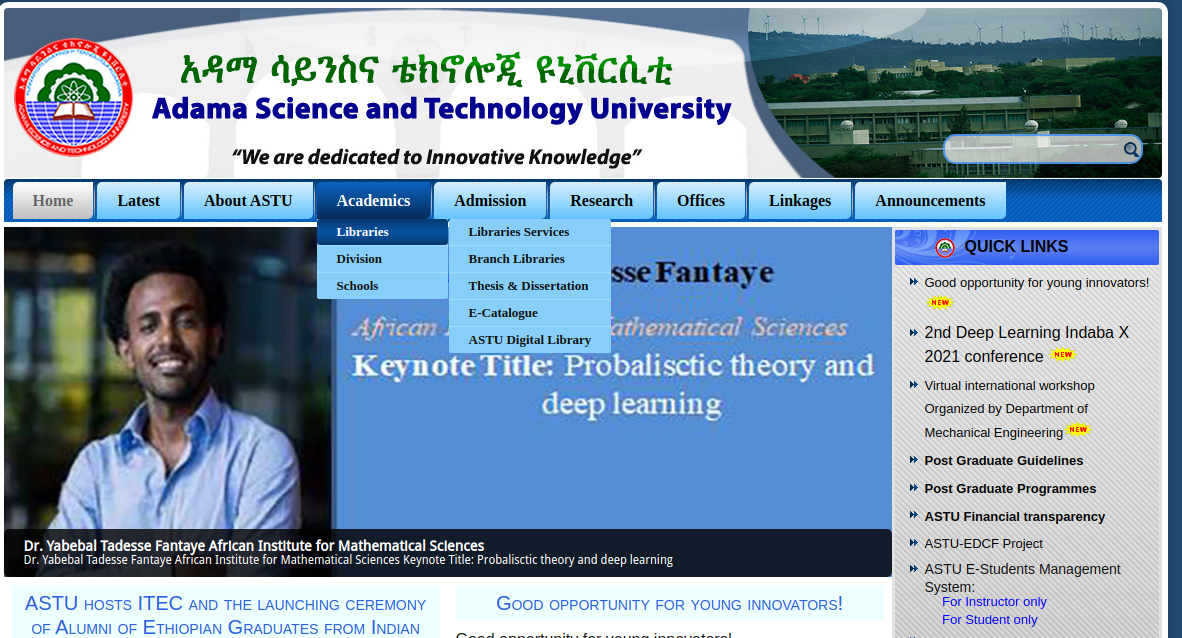 አዳማ ሳይንስና ቴክኖሎጂ ዩኒቨርሲቲ
Adama Science and Technology University
“We are dedicated to Innovative Knowledge”
Home
Latest
About ASTU
Academics
Admission
Research
Offices
Linkages
Announcements
Libraries
Division
Schools
Libraries Services
Branch Libraries
Thesis & Dissertation
E-Catalogue
ASTU Digital Library
sse Fantaye
African
athematical Sciences
Keynote Title: Probalisctic theory and
deep learning
Dr. Yabebal Tadesse Fantaye African Institute for Mathematical Sciences
Dr. Yabebal Tadesse Fantaye African Institute for Mathematical Sciences Keynote Title: Probalisctic theory and deep learning
ASTU hosts ITEC and the launching ceremony
of Alumni of Ethiopian Graduates from Indian
Good opportunity for young innovators!
Good opportunity for young innovators!
QUICK LINKS
Good opportunity for young innovators!
NEW
2nd Deep Learning Indaba X
2021 conference NEW
Virtual international workshop
Organized by Department of
Mechanical Engineering NEW
Post Graduate Guidelines
Post Graduate Programmes
ASTU Financial transparency
ASTU-EDCF Project
ASTU E-Students Management
System:
For Instructor only
For Student only